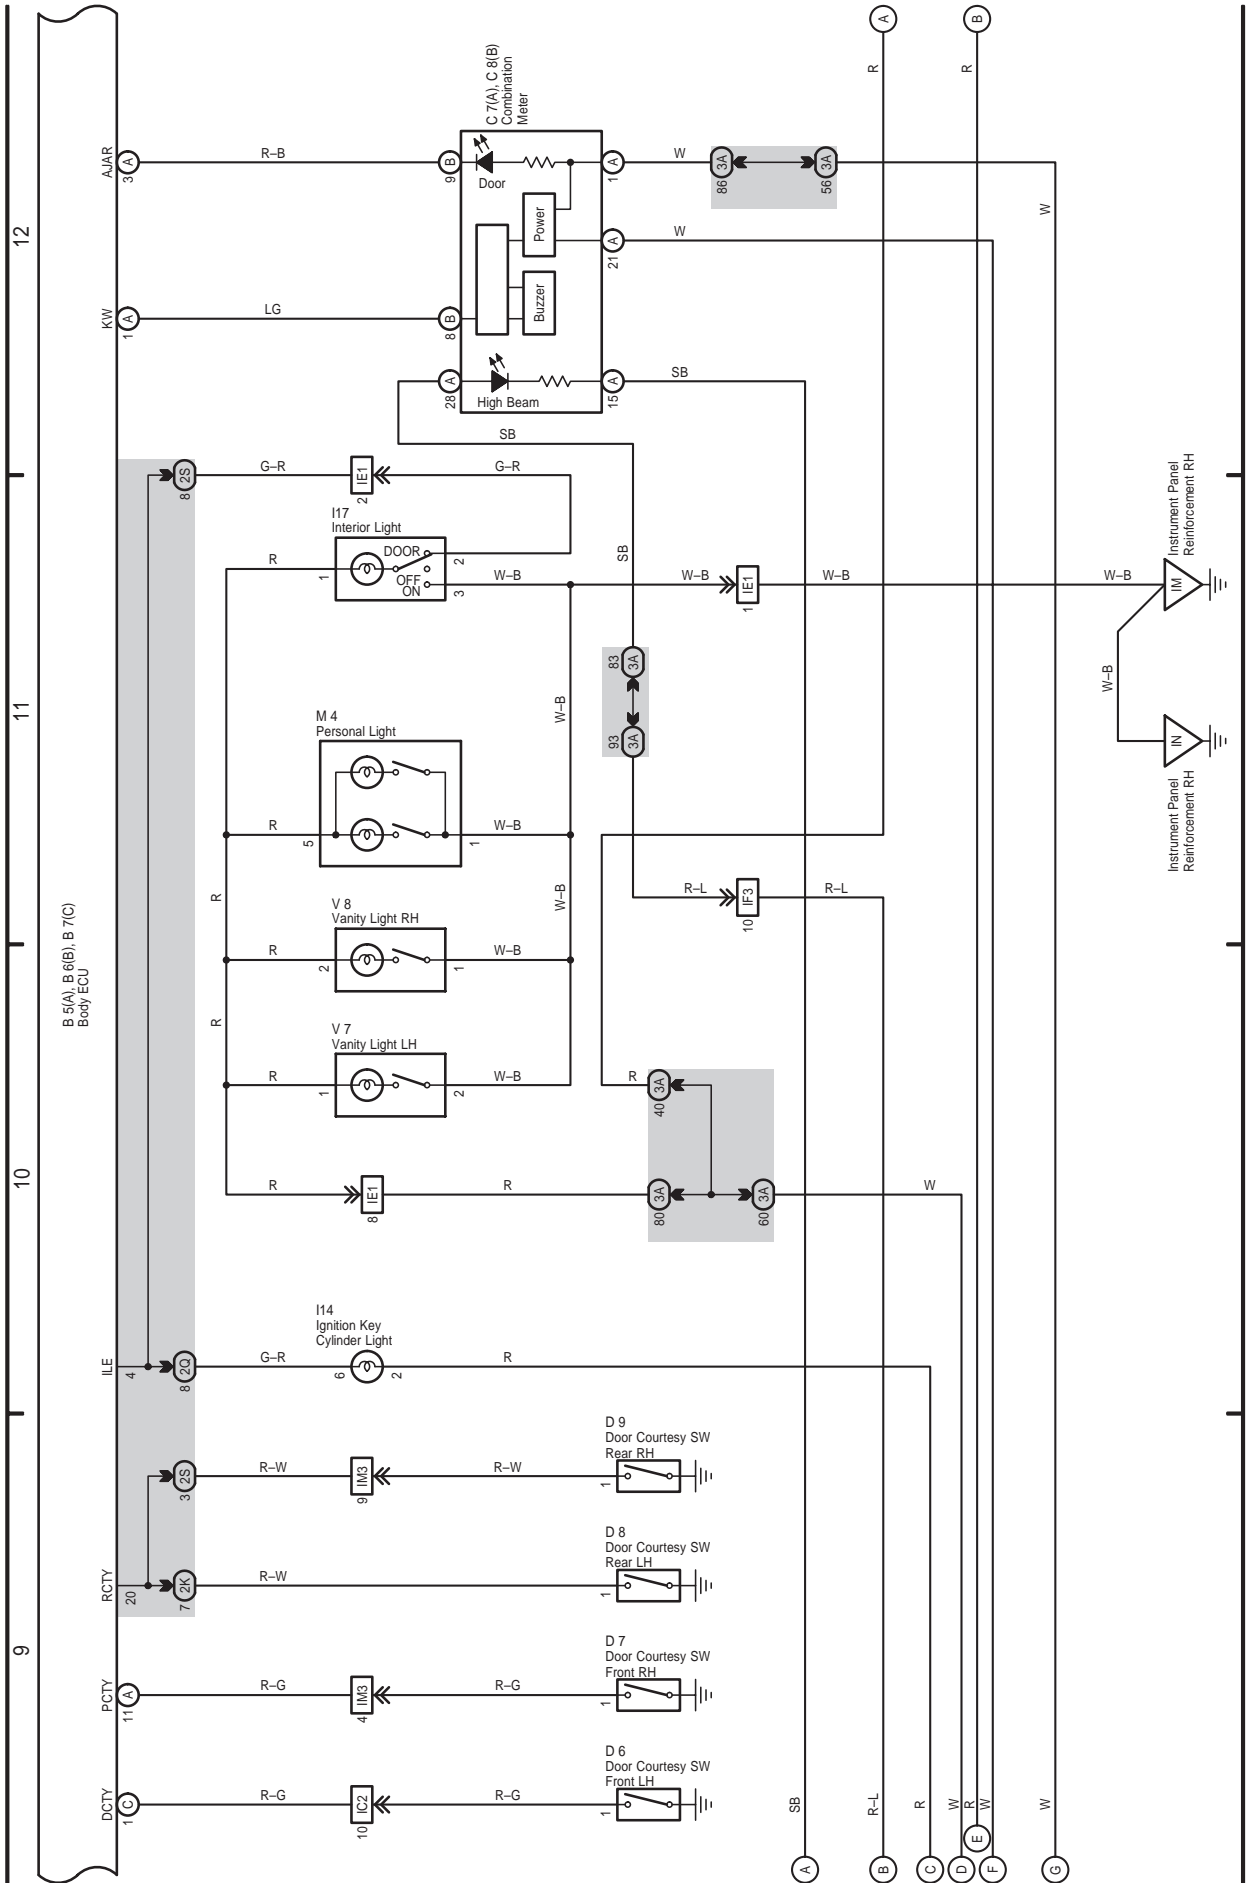 A
B
R
R
C 7(A), C 8(B)
Combination
Meter
AJAR
3 A
R–B
9 B
Door
1 A
W
86 3A
56 3A
W
12
Power
21 A
W
KW
1 A
LG
8 B
Buzzer
28 A
High Beam
15 A
SB
SB
8 2S
G–R
2 IE1
G–R
I17
Interior Light
R
1
DOOR
OFF
ON
2
3
W–B
SB
W–B
1 IE1
W–B
W–B
IM
Instrument Panel
Reinforcement RH
83 3A
93 3A
W–B
W–B
IN
Instrument Panel
Reinforcement RH
11
M 4
Personal Light
R
5
1
W–B
R
W–B
R–L
10 IF3
R–L
V 8
Vanity Light RH
R
2
1
W–B
B 5(A), B 6(B), B 7(C)
Body ECU
R
V 7
Vanity Light LH
R
1
2
W–B
R
40 3A
10
R
8 IE1
R
80 3A
60 3A
W
I14
Ignition Key
Cylinder Light
ILE
4
8 2Q
G–R
6
2
R
D 9
Door Courtesy SW
Rear RH
3 2S
R–W
9 IM3
R–W
1
D 8
Door Courtesy SW
Rear LH
RCTY
20
7 2K
R–W
1
9
D 7
Door Courtesy SW
Front RH
PCTY
11 A
R–G
4 IM3
R–G
1
D 6
Door Courtesy SW
Front LH
DCTY
1 C
R–G
10 IC2
R–G
1
SB
R–L
R
W
R
W
W
E
A
B
C
D
F
G